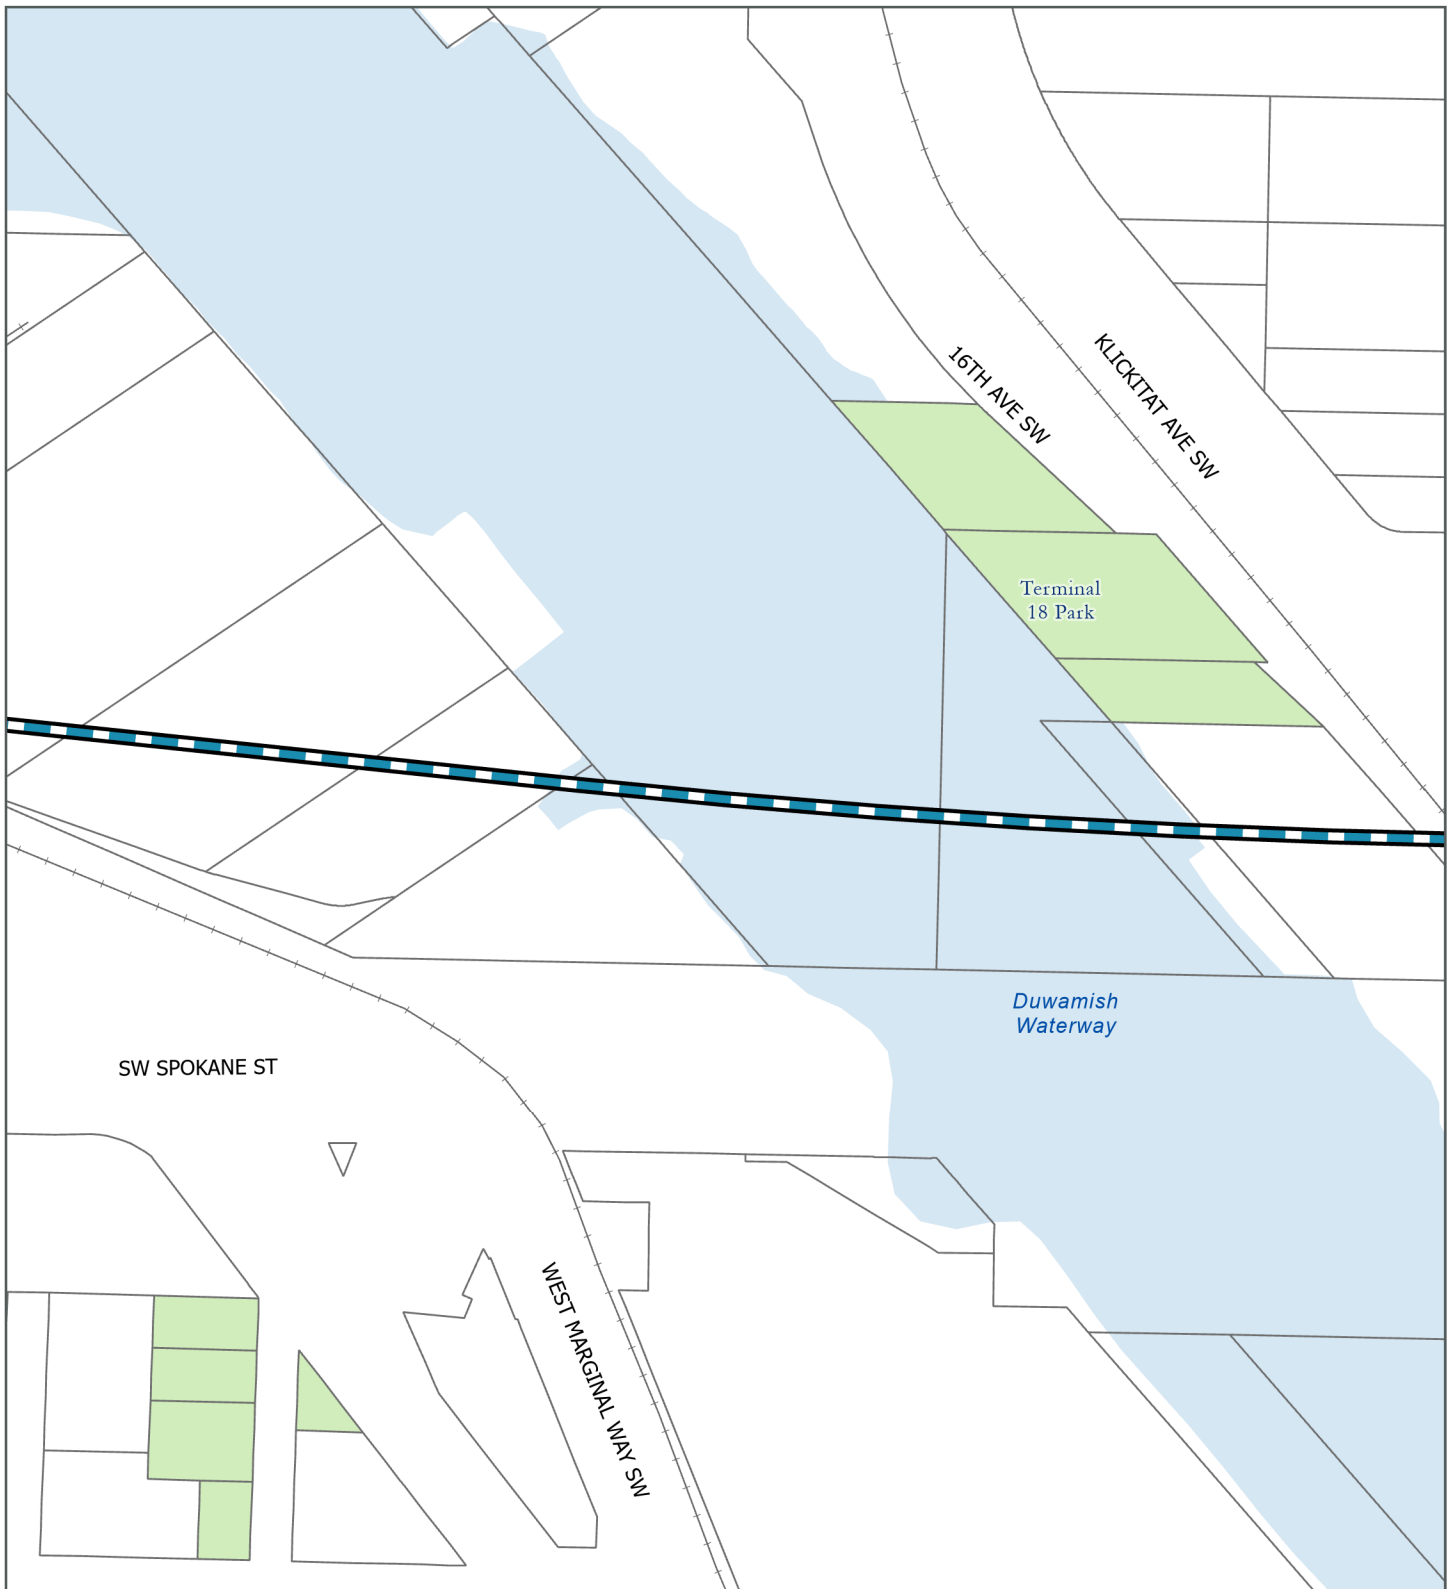 16TH AVE SW
KLICKITAT AVE SW
Terminal
18 Park
Duwamish
Waterway
SW SPOKANE ST
WEST MARGINAL WAY SW